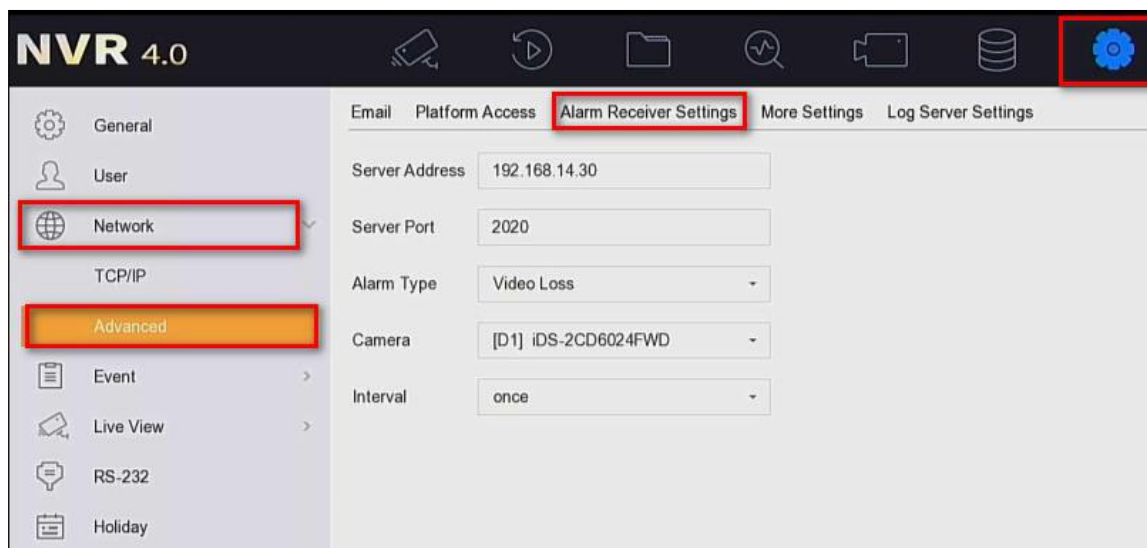 NVR 4.0
General
User
Network
TCP/IP
Advanced
Event
Live View
RS-232
Holiday
Email Platform Access Alarm Receiver Settings More Settings Log Server Settings
Server Address 192.168.14.30
Server Port 2020
Alarm Type Video Loss
Camera [D1] iDS-2CD6024FWD
Interval once